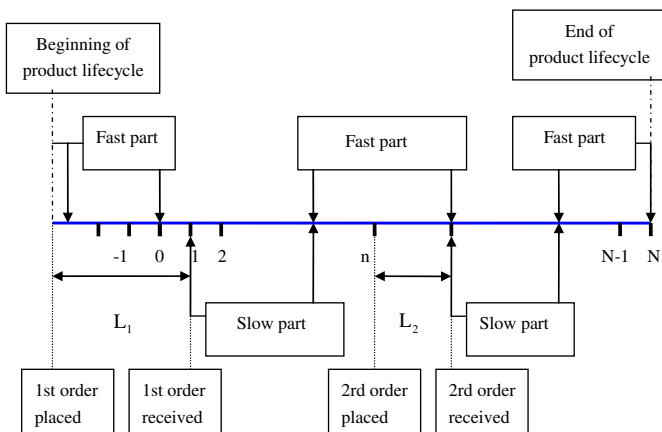 Beginning of
product lifecycle
End of
product lifecycle
Fast part
Fast part
Fast part
-1 0 1 2 n N-1 N
L1 L2
Slow part
Slow part
1st order
placed
1st order
received
2rd order
placed
2rd order
received